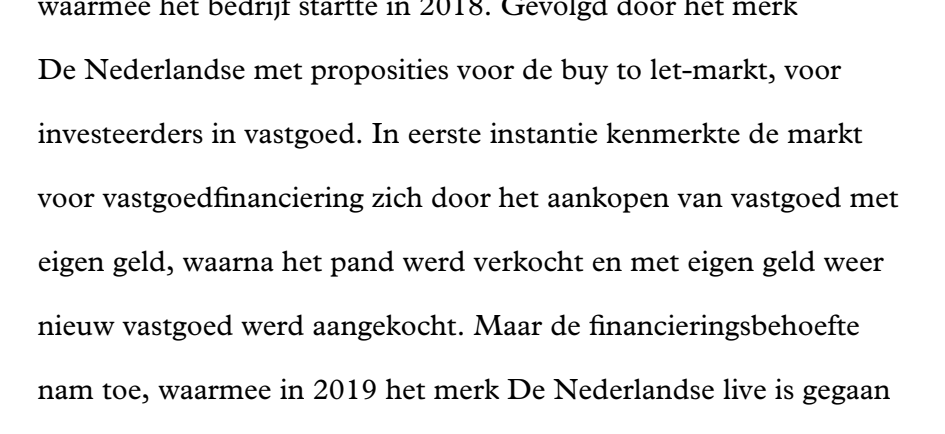 waarmee het bedrijf startte in 2018. Gevolgd door het merk
De Nederlandse met proposities voor de buy to let-markt, voor
investeerders in vastgoed. In eerste instantie kenmerkte de markt
voor vastgoedfinanciering zich door het aankopen van vastgoed met
eigen geld, waarna het pand werd verkocht en met eigen geld weer
nieuw vastgoed werd aangekocht. Maar de financieringsbehoefte
nam toe, waarmee in 2019 het merk De Nederlandse live is gegaan